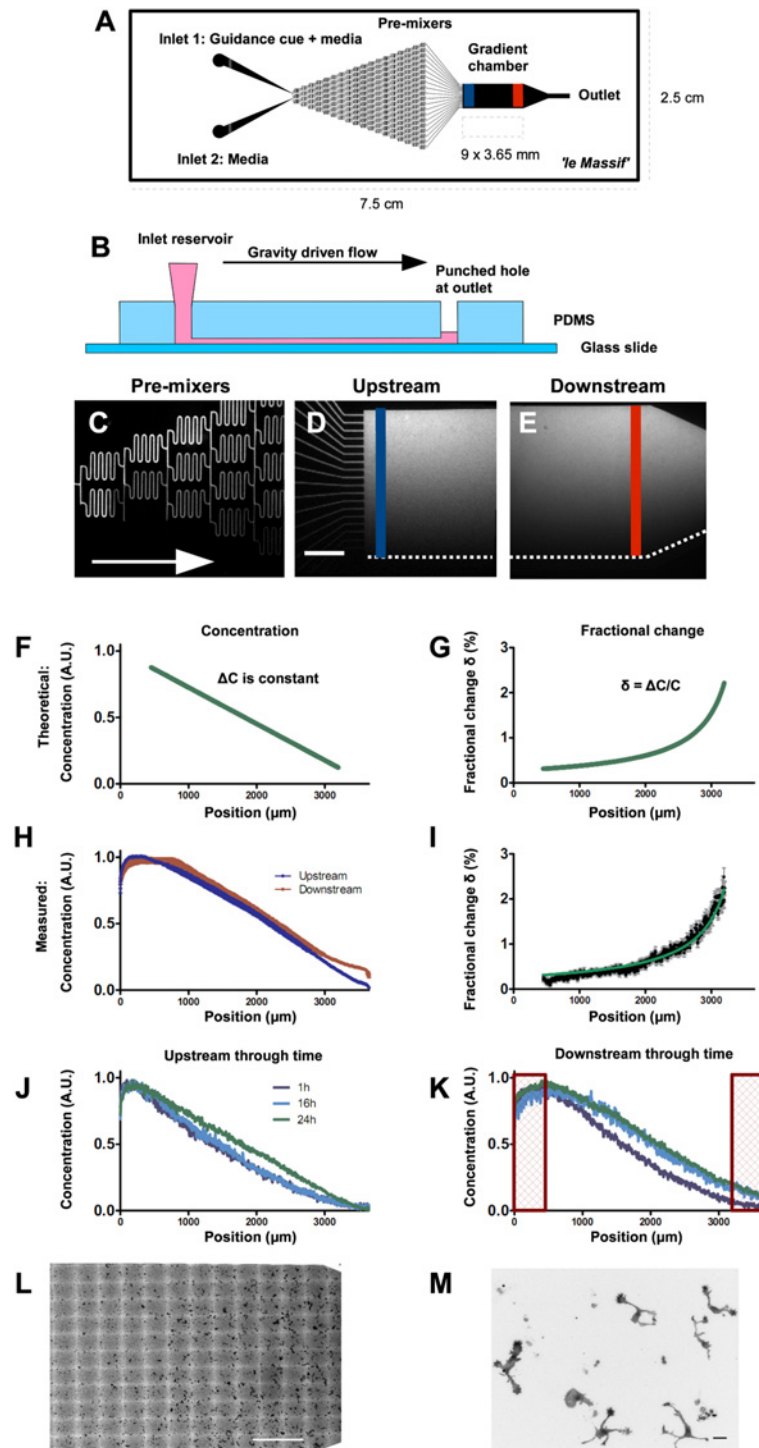 A
Pre-mixers
Inlet 1: Guidance cue + media
Gradient
chamber
Outlet
2.5 cm
Inlet 2: Media
9 x 3.65 mm
'le Massif'
7.5 cm
B
Inlet reservoir
Gravity driven flow
Punched hole
at outlet
PDMS
Glass slide
Pre-mixers
Upstream
Downstream
C
D
E
F
Concentration
Theoretical:
Concentration (A.U.)
1.0
0.5
0.0
ΔC is constant
0
1000
2000
3000
Position (µm)
G
Fractional change
Fractional change δ (%)
3
2
1
0
δ = ΔC/C
0
1000
2000
3000
Position (µm)
H
Measured:
Concentration (A.U.)
1.0
0.5
0.0
Upstream
Downstream
0
1000
2000
3000
Position (µm)
I
Fractional change δ (%)
3
2
1
0
0
1000
2000
3000
Position (µm)
J
Upstream through time
Concentration (A.U.)
1.0
0.5
0.0
1h
16h
24h
0
1000
2000
3000
Position (µm)
K
Downstream through time
Concentration (A.U.)
1.0
0.5
0.0
0
1000
2000
3000
Position (µm)
L
M